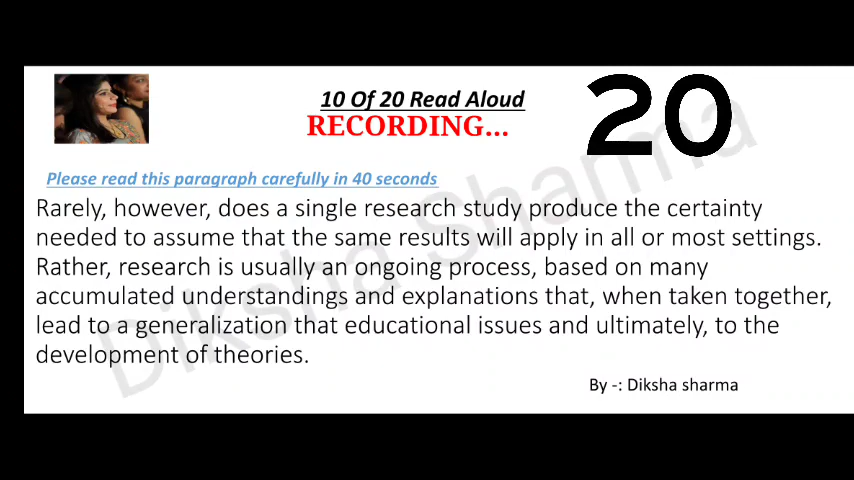 10 Of 20 Read Aloud
RECORDING...
20
Please read this paragraph carefully in 40 seconds
Rarely, however, does a single research study produce the certainty
needed to assume that the same results will apply in all or most settings.
Rather, research is usually an ongoing process, based on many
accumulated understandings and explanations that, when taken together,
lead to a generalization that educational issues and ultimately, to the
development of theories.
By -: Diksha sharma
Diksha Sharma